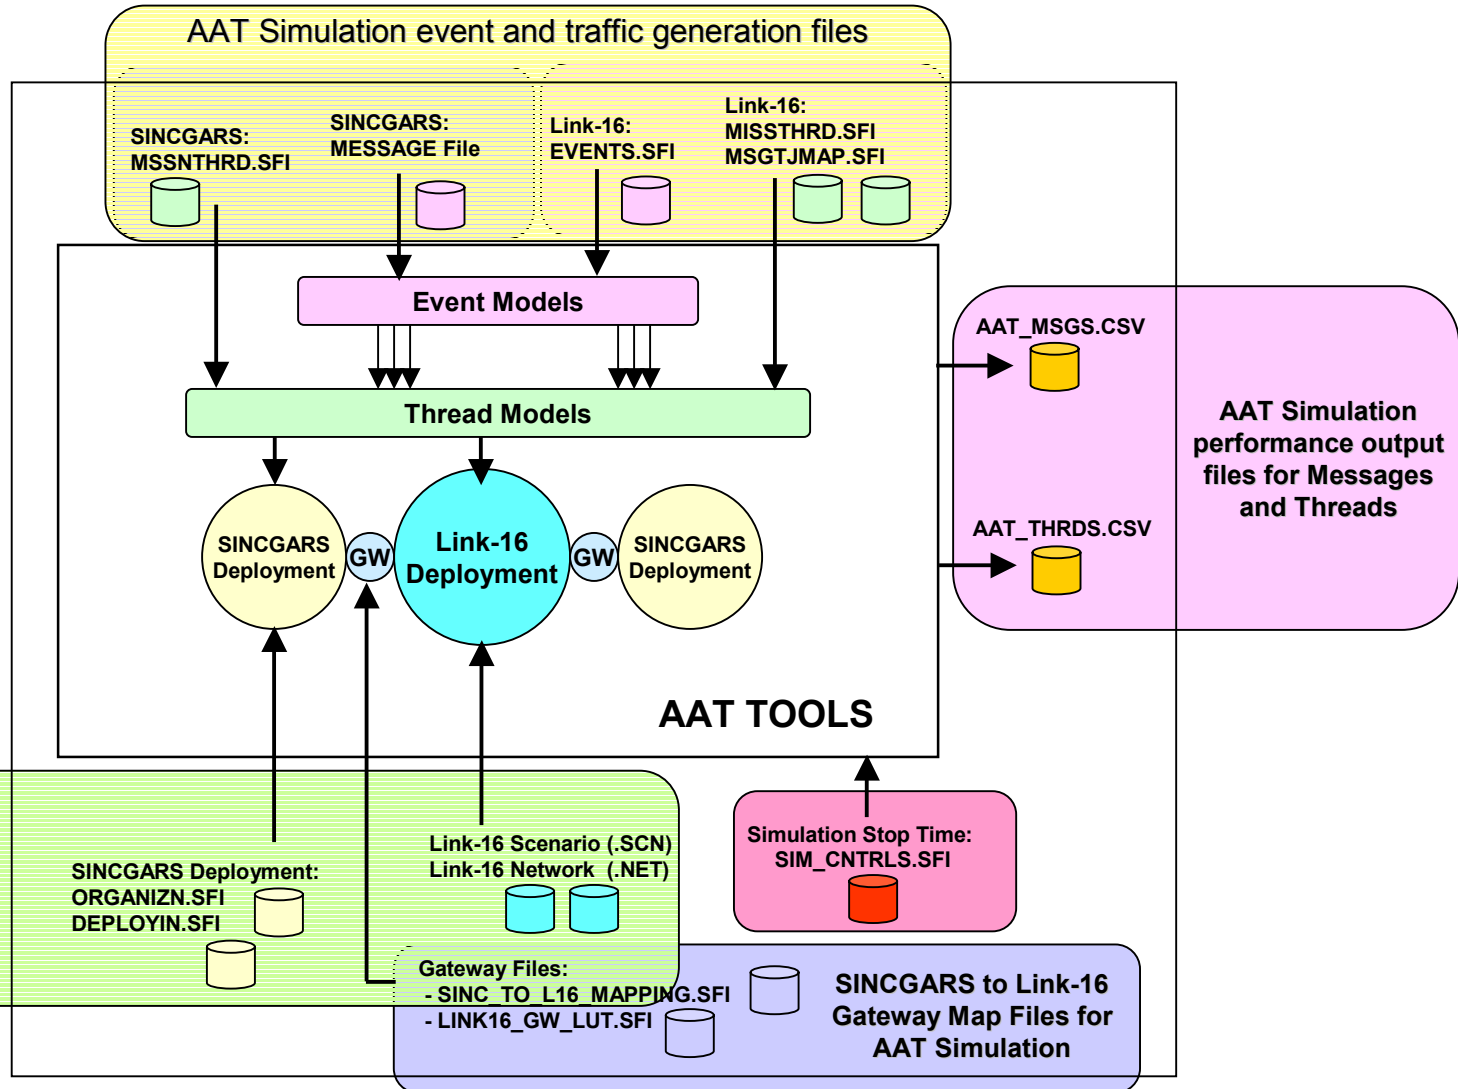 AAT Simulation event and traffic generation files
SINCGARS:
MSSNTHRD.SFI
SINCGARS:
MESSAGE File
Link-16:
EVENTS.SFI
Link-16:
MISSTHRD.SFI
MSGTJMAP.SFI
Event Models
Thread Models
SINCGARS
Deployment
GW
Link-16
Deployment
GW
SINCGARS
Deployment
AAT TOOLS
AAT_MSGS.CSV
AAT_THRDS.CSV
AAT Simulation
performance output
files for Messages
and Threads
SINCGARS Deployment:
ORGANIZN.SFI
DEPLOYIN.SFI
Link-16 Scenario (.SCN)
Link-16 Network (.NET)
Simulation Stop Time:
SIM_CNTRLS.SFI
Gateway Files:
- SINC_TO_L16_MAPPING.SFI
- LINK16_GW_LUT.SFI
SINCGARS to Link-16
Gateway Map Files for
AAT Simulation